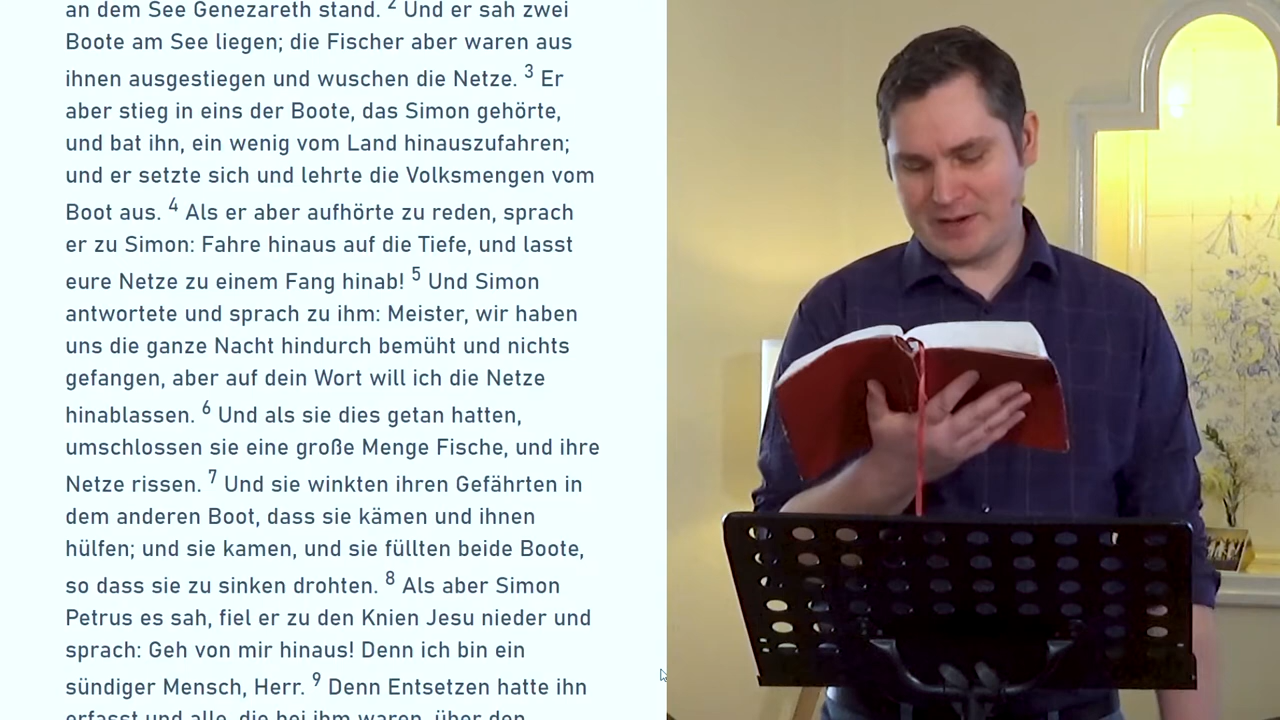 an dem See Genezareth stand. 2 Und er sah zwei
Boote am See liegen; die Fischer aber waren aus
ihnen ausgestiegen und wuschen die Netze. 3 Er
aber stieg in eins der Boote, das Simon gehörte,
und bat ihn, ein wenig vom Land hinauszufahren;
und er setzte sich und lehrte die Volksmengen vom
Boot aus. 4 Als er aber aufhörte zu reden, sprach
er zu Simon: Fahre hinaus auf die Tiefe, und lasst
eure Netze zu einem Fang hinab! 5 Und Simon
antwortete und sprach zu ihm: Meister, wir haben
uns die ganze Nacht hindurch bemüht und nichts
gefangen, aber auf dein Wort will ich die Netze
hinablassen. 6 Und als sie dies getan hatten,
umschlossen sie eine große Menge Fische, und ihre
Netze rissen. 7 Und sie winkten ihren Gefährten in
dem anderen Boot, dass sie kämen und ihnen
hülfen; und sie kamen, und sie füllten beide Boote,
so dass sie zu sinken drohten. 8 Als aber Simon
Petrus es sah, fiel er zu den Knien Jesu nieder und
sprach: Geh von mir hinaus! Denn ich bin ein
sündiger Mensch, Herr. 9 Denn Entsetzen hatte ihn
erfasst und alle, die bei ihm waren, über den